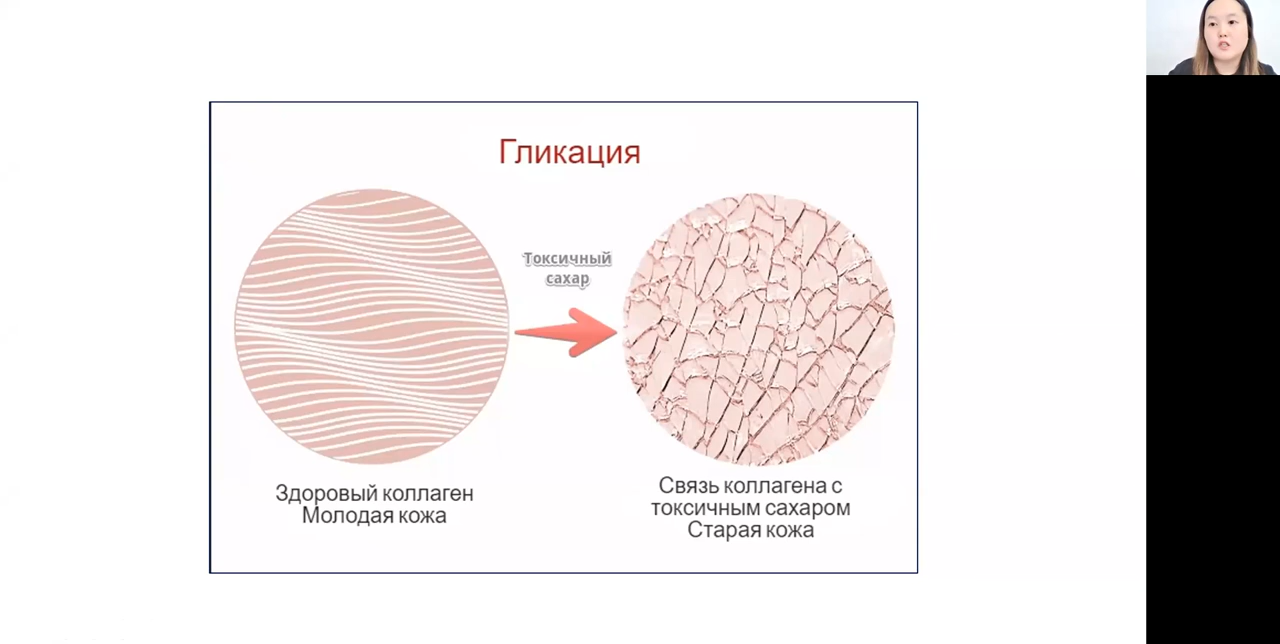 Гликация
Токсичный
сахар
Здоровый коллаген
Молодая кожа
Связь коллагена с
токсичным сахаром
Старая кожа